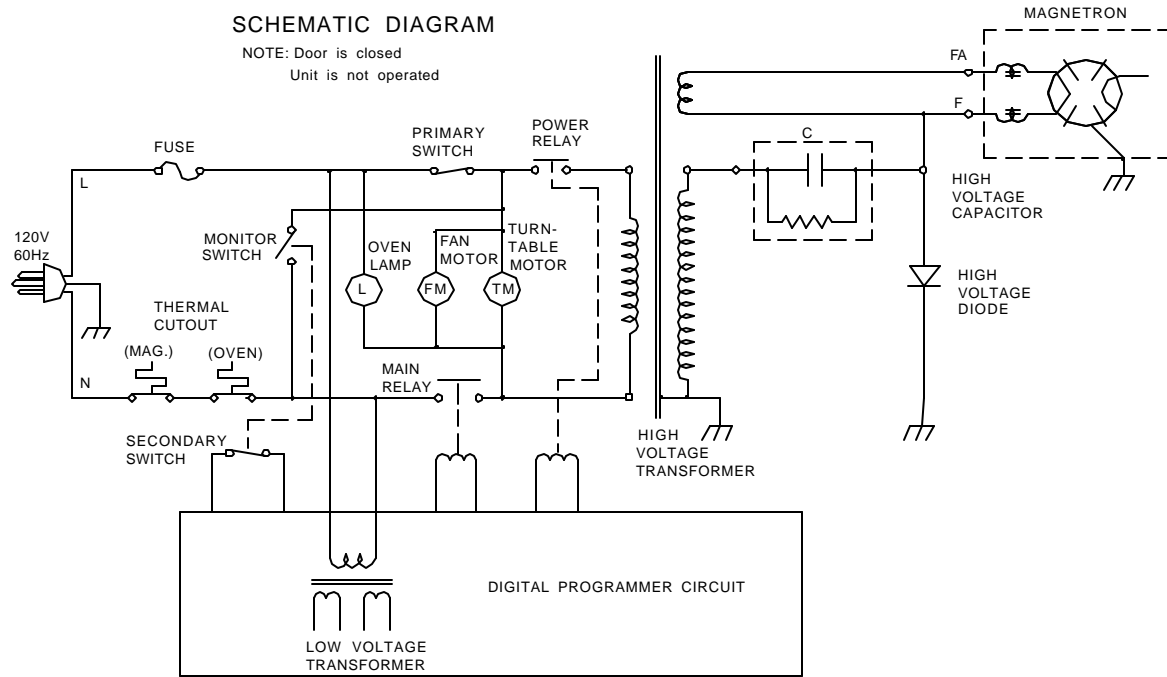 SCHEMATIC DIAGRAM
NOTE: Door is closed
Unit is not operated
MAGNETRON
FA
F
FUSE
PRIMARY
SWITCH
POWER
RELAY
C
L
HIGH
VOLTAGE
CAPACITOR
120V
60Hz
MONITOR
SWITCH
OVEN
LAMP
FAN
MOTOR
TURN-
TABLE
MOTOR
L
FM
TM
HIGH
VOLTAGE
DIODE
THERMAL
CUTOUT
(MAG.)
(OVEN)
N
MAIN
RELAY
SECONDARY
SWITCH
HIGH
VOLTAGE
TRANSFORMER
DIGITAL PROGRAMMER CIRCUIT
LOW VOLTAGE
TRANSFORMER